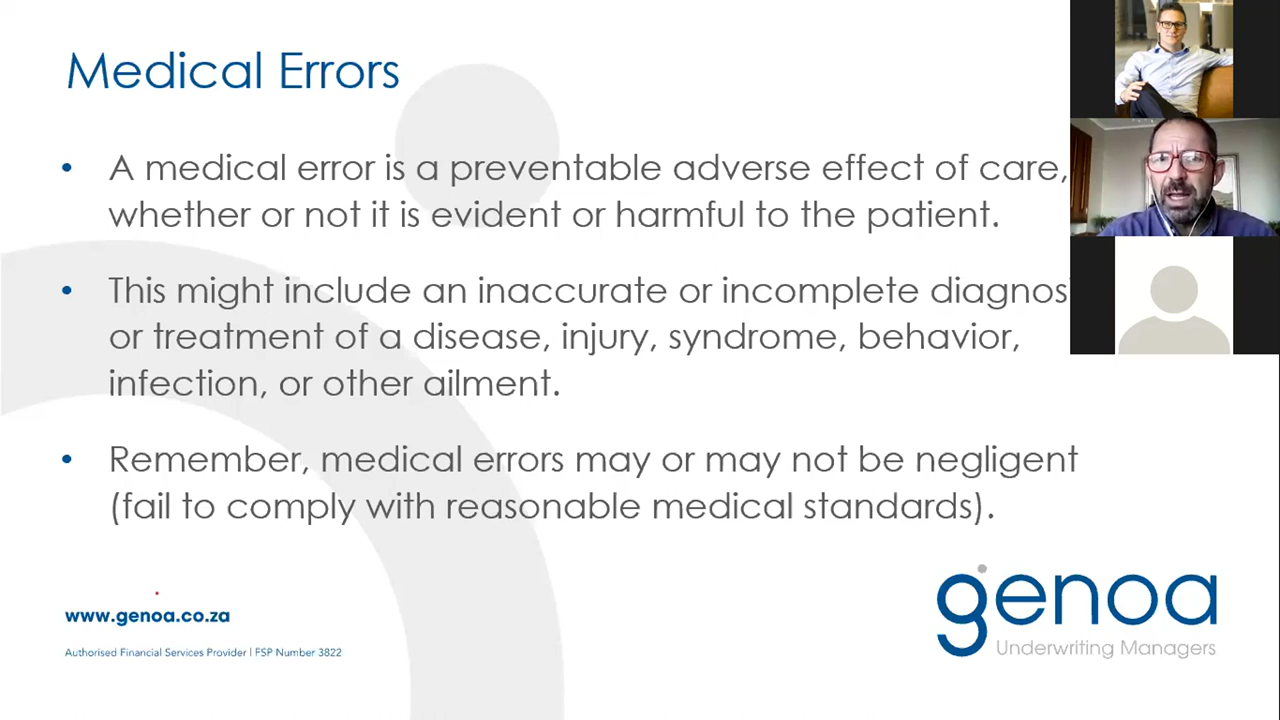 Medical Errors
• A medical error is a preventable adverse effect of care,
whether or not it is evident or harmful to the patient.
• This might include an inaccurate or incomplete
or treatment of a disease, injury, syndrome, behavior,
infection, or other ailment.
• Remember, medical errors may or may not be negligent
(fail to comply with reasonable medical standards).
www.genoa.co.za
Authorised Financial Services Provider | FSP Number 3822
genoa
Underwriting Managers